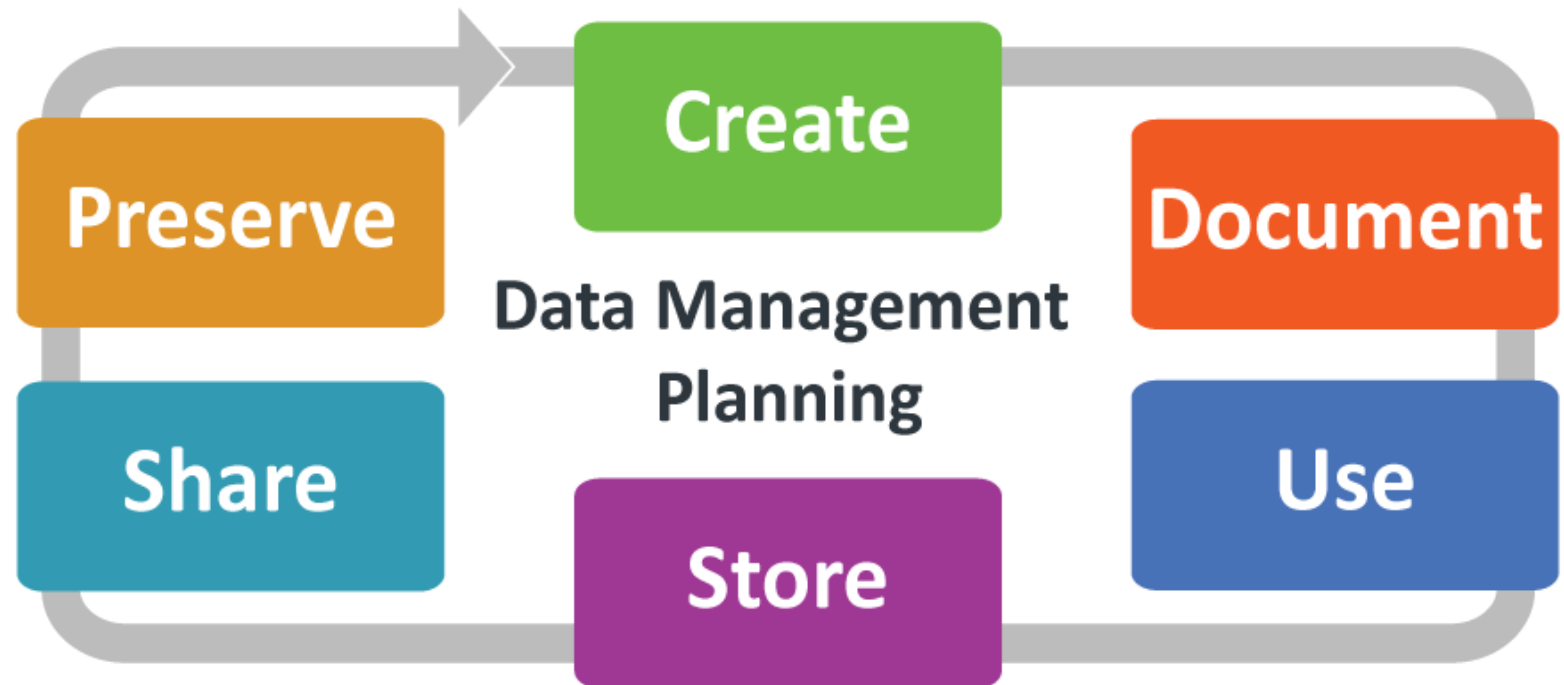 Create
Preserve
Document
Data Management
Planning
Share
Use
Store